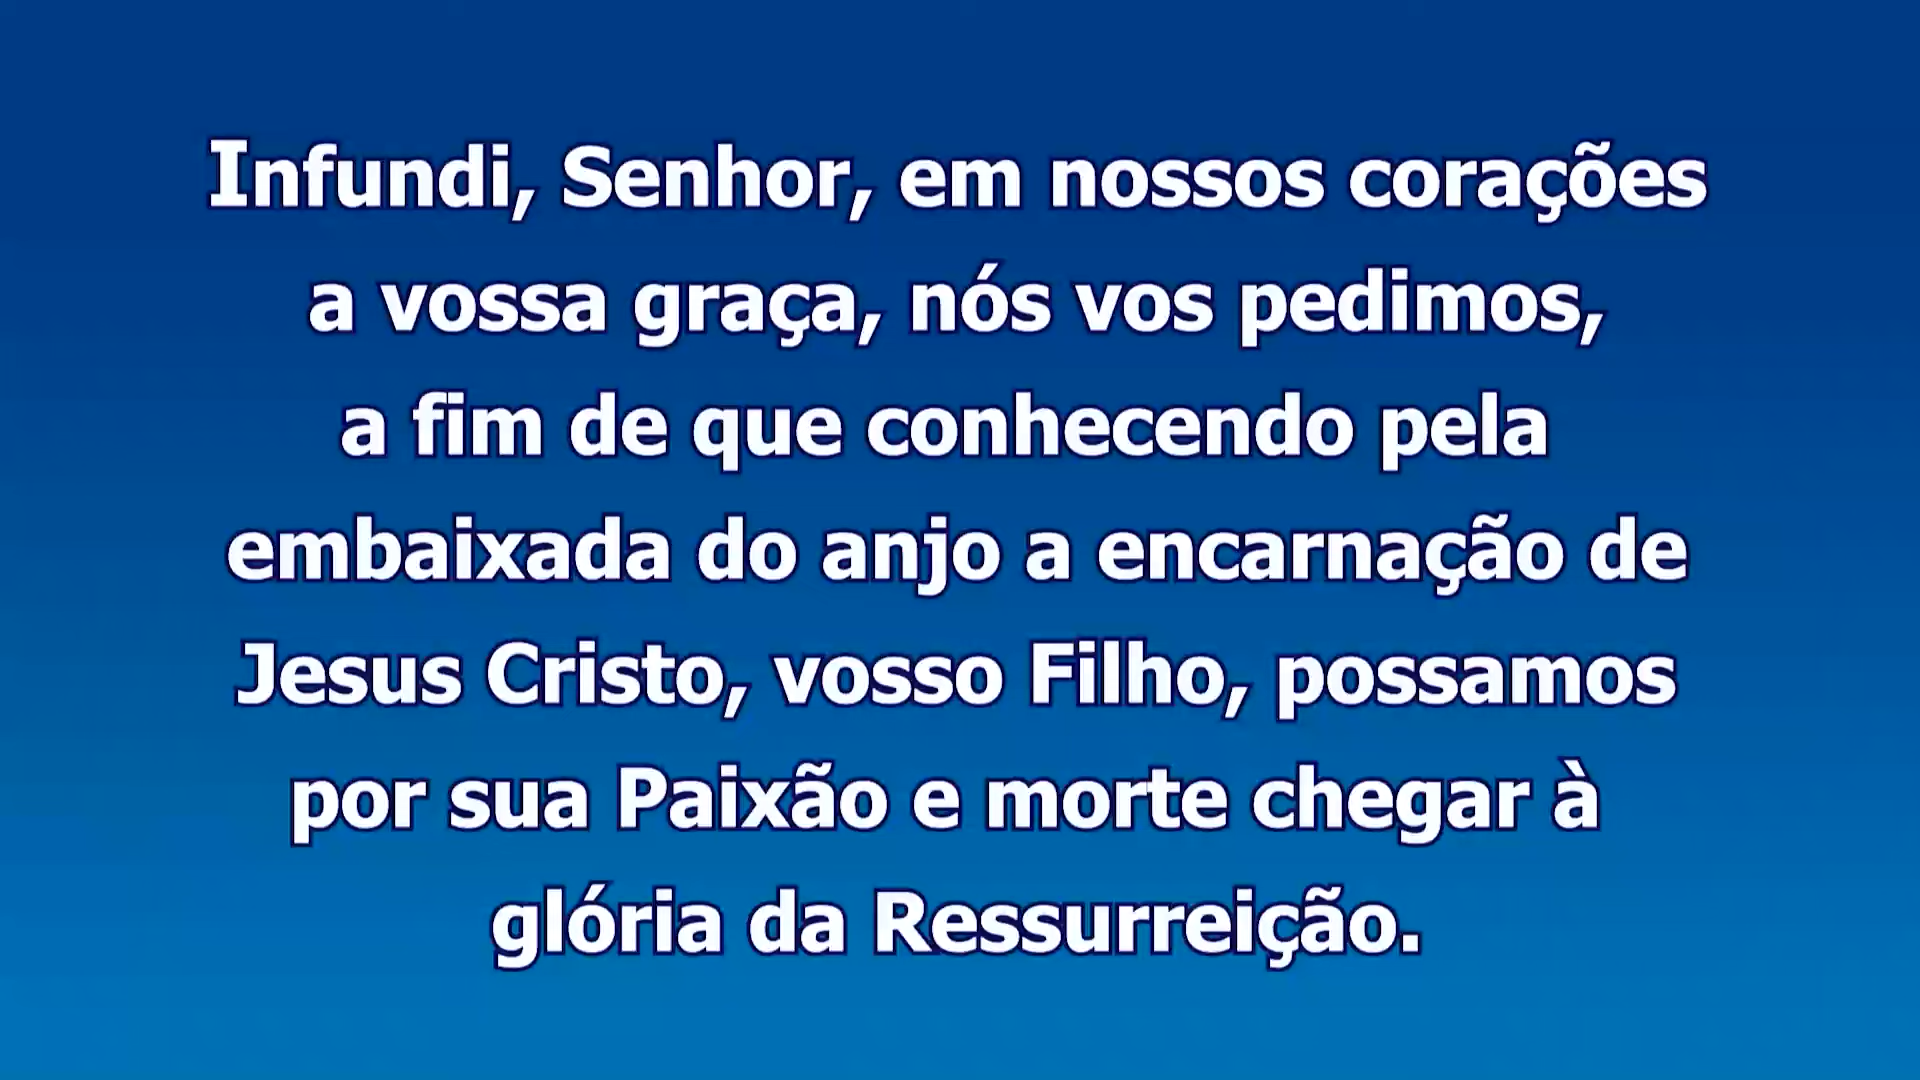 Infundi, Senhor, em nossos corações
a vossa graça, nós vos pedimos,
a fim de que conhecendo pela
embaixada do anjo a encarnação de
Jesus Cristo, vosso Filho, possamos
por sua Paixão e morte chegar à
glória da Ressurreição.